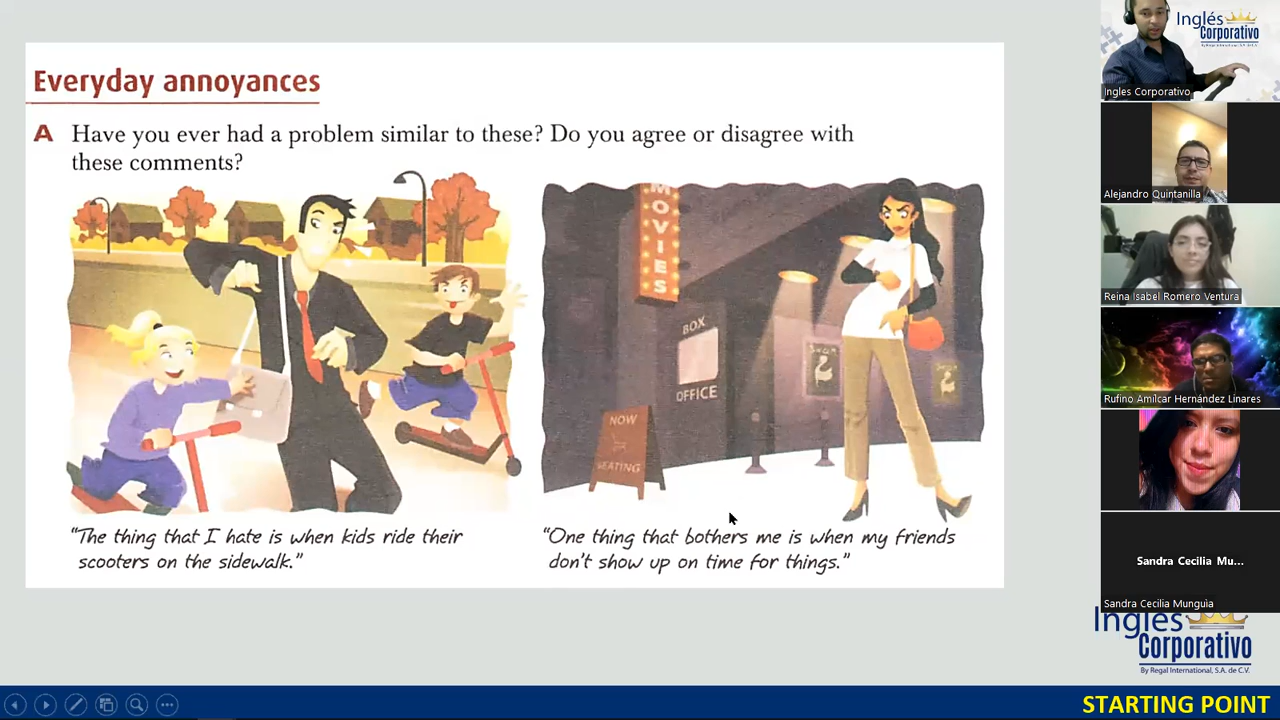 Everyday annoyances
A Have you ever had a problem similar to these? Do you agree or disagree with
these comments?
MOVIES
BOX
OFFICE
NOW
SEATING
"The thing that I hate is when kids ride their
scooters on the sidewalk."
"One thing that bothers me is when my friends
don't show up on time for things."
Inglés
Corporativo
Ingles Corporativo
Alejandro Quintanilla
Reina Isabel Romero Ventura
Rufino Amílcar Hernández Linares
Sandra Cecilia Mu...
Sandra Cecilia Munguia
Inglés
Corporativo
By Regal International, S.A. de C.V.
STARTING POINT